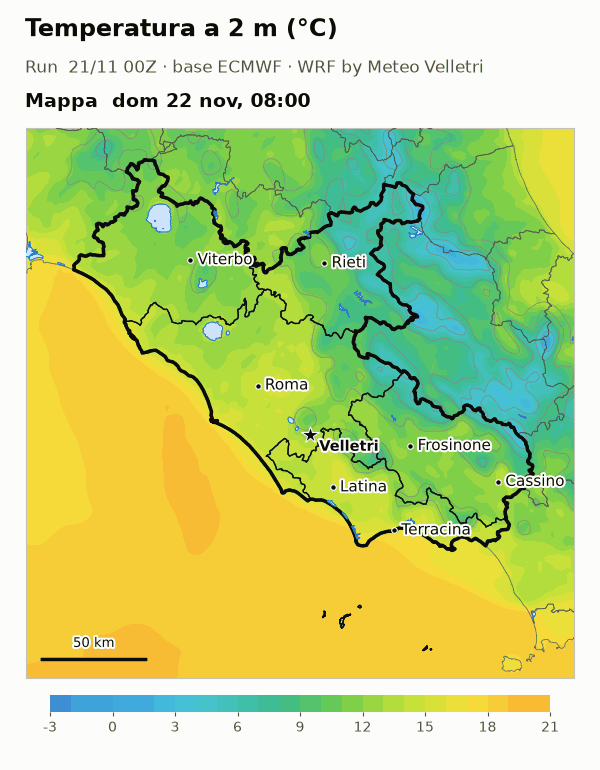 Temperatura a 2 m (°C)
Run  21/11 00Z · base ECMWF · WRF by Meteo Velletri
Mappa  dom 22 nov, 08:00
Viterbo
Rieti
Roma
Velletri
Frosinone
Cassino
Latina
Terracina
50 km
-3 0 3 6 9 12 15 18 21